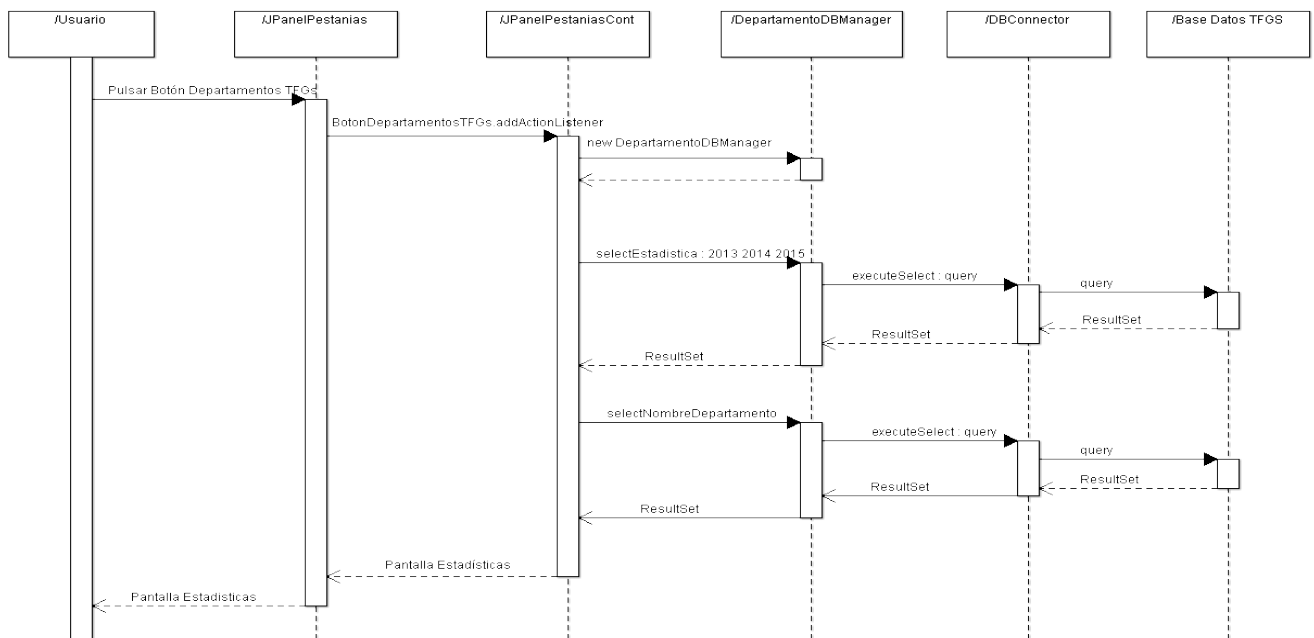 /Usuario
/JPanelPestanias
/JPanelPestaniasCont
/DepartamentoDBManager
/DBConnector
/Base Datos TFGS
Pulsar Botón Departamentos TFGs
BotonDepartamentosTFGs.addActionListener
new DepartamentoDBManager
selectEstadistica : 2013 2014 2015
executeSelect : query
query
ResultSet
ResultSet
ResultSet
selectNombreDepartamento
executeSelect : query
query
ResultSet
ResultSet
ResultSet
Pantalla Estadísticas
Pantalla Estadisticas